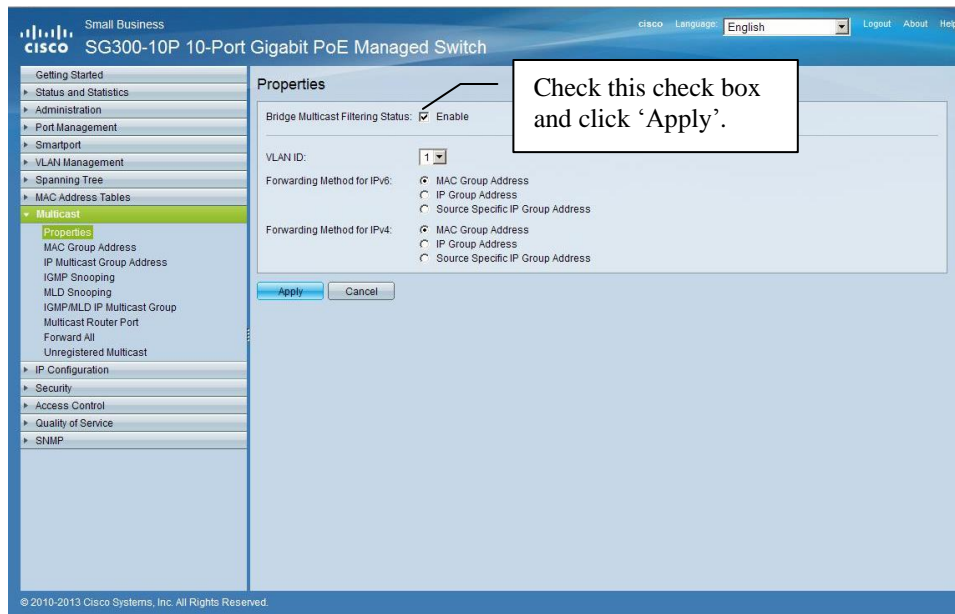 Small Business
cisco Language: English Logout About Help
CISCO SG300-10P 10-Port Gigabit PoE Managed Switch
Getting Started
Status and Statistics
Administration
Port Management
Smartport
VLAN Management
Spanning Tree
MAC Address Tables
Multicast
Properties
MAC Group Address
IP Multicast Group Address
IGMP Snooping
MLD Snooping
IGMP/MLD IP Multicast Group
Multicast Router Port
Forward All
Unregistered Multicast
IP Configuration
Security
Access Control
Quality of Service
SNMP
Properties
Check this check box
and click ‘Apply’.
Bridge Multicast Filtering Status: Enable
VLAN ID: 1
Forwarding Method for IPv6: MAC Group Address
IP Group Address
Source Specific IP Group Address
Forwarding Method for IPv4: MAC Group Address
IP Group Address
Source Specific IP Group Address
Apply Cancel
© 2010-2013 Cisco Systems, Inc. All Rights Reserved.